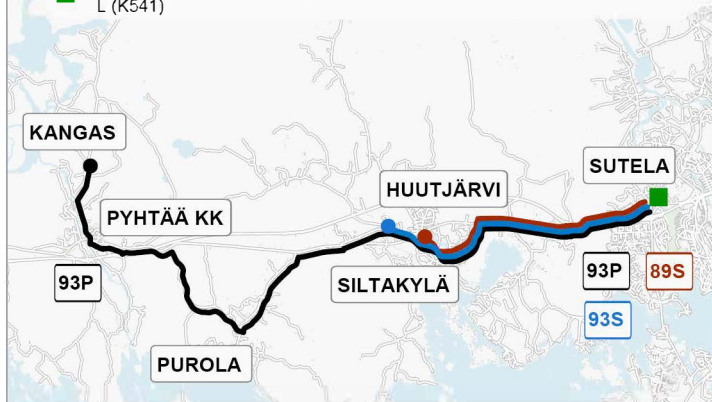 L (K541)
KANGAS
SUTELA
HUUTJÄRVI
PYHTÄÄ KK
93P
SILTAKYLÄ
93P
89S
93S
PUROLA